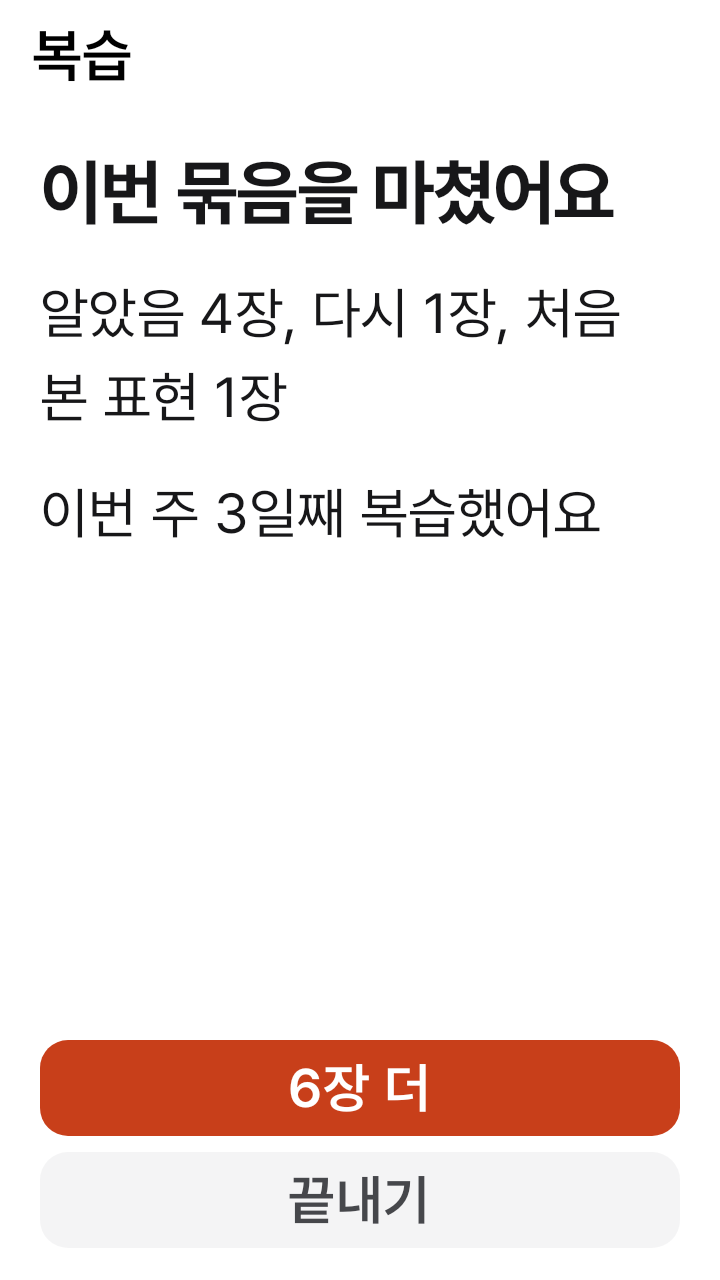 복습
이번 묶음을 마쳤어요
알았음 4장, 다시 1장, 처음
본 표현 1장
이번 주 3일째 복습했어요
6장 더
끝내기